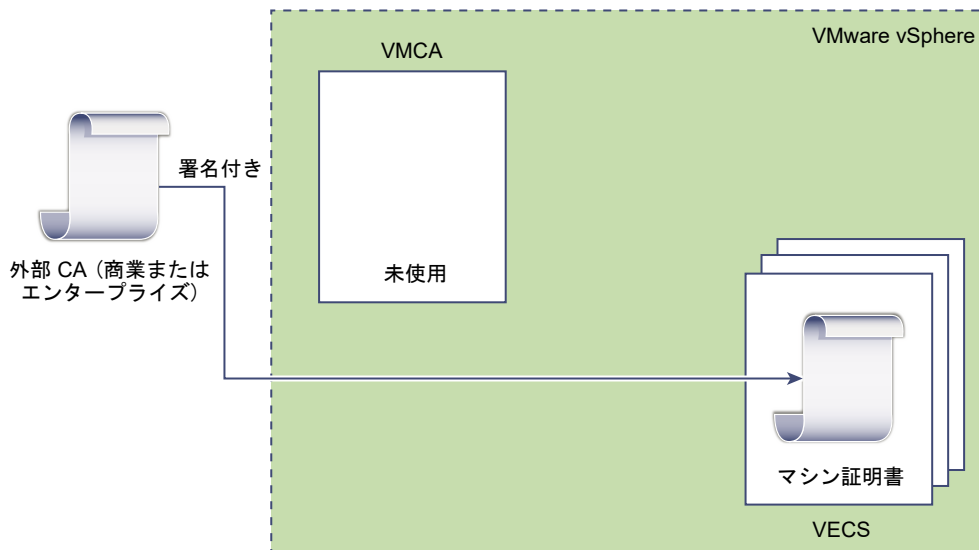 VMware vSphere
VMCA
署名付き
外部 CA（商業または
エンタープライズ）
未使用
マシン証明書
VECS